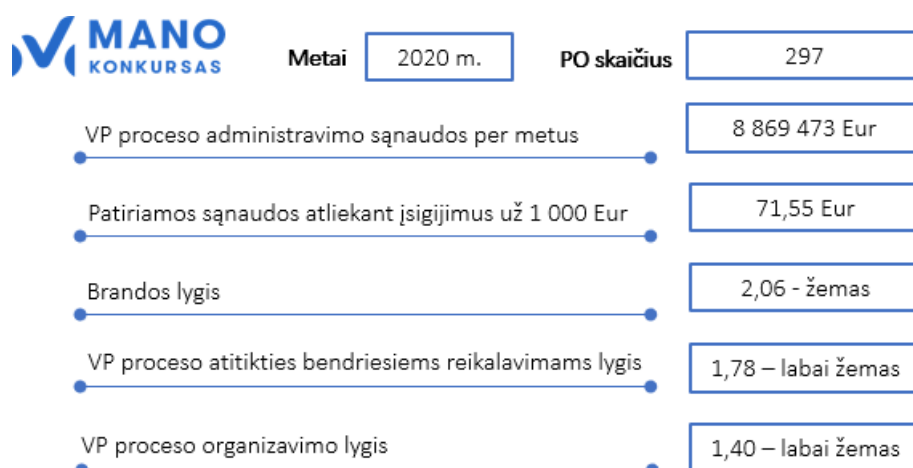 MANO
KONKURSAS
Metai 2020 m. PO skaičius 297
VP proceso administravimo sąnaudos per metus 8 869 473 Eur
Patiriamos sąnaudos atliekant įsigijimus už 1 000 Eur 71,55 Eur
Brandos lygis 2,06 - žemas
VP proceso atitikties bendriesiems reikalavimams lygis 1,78 – labai žemas
VP proceso organizavimo lygis 1,40 – labai žemas